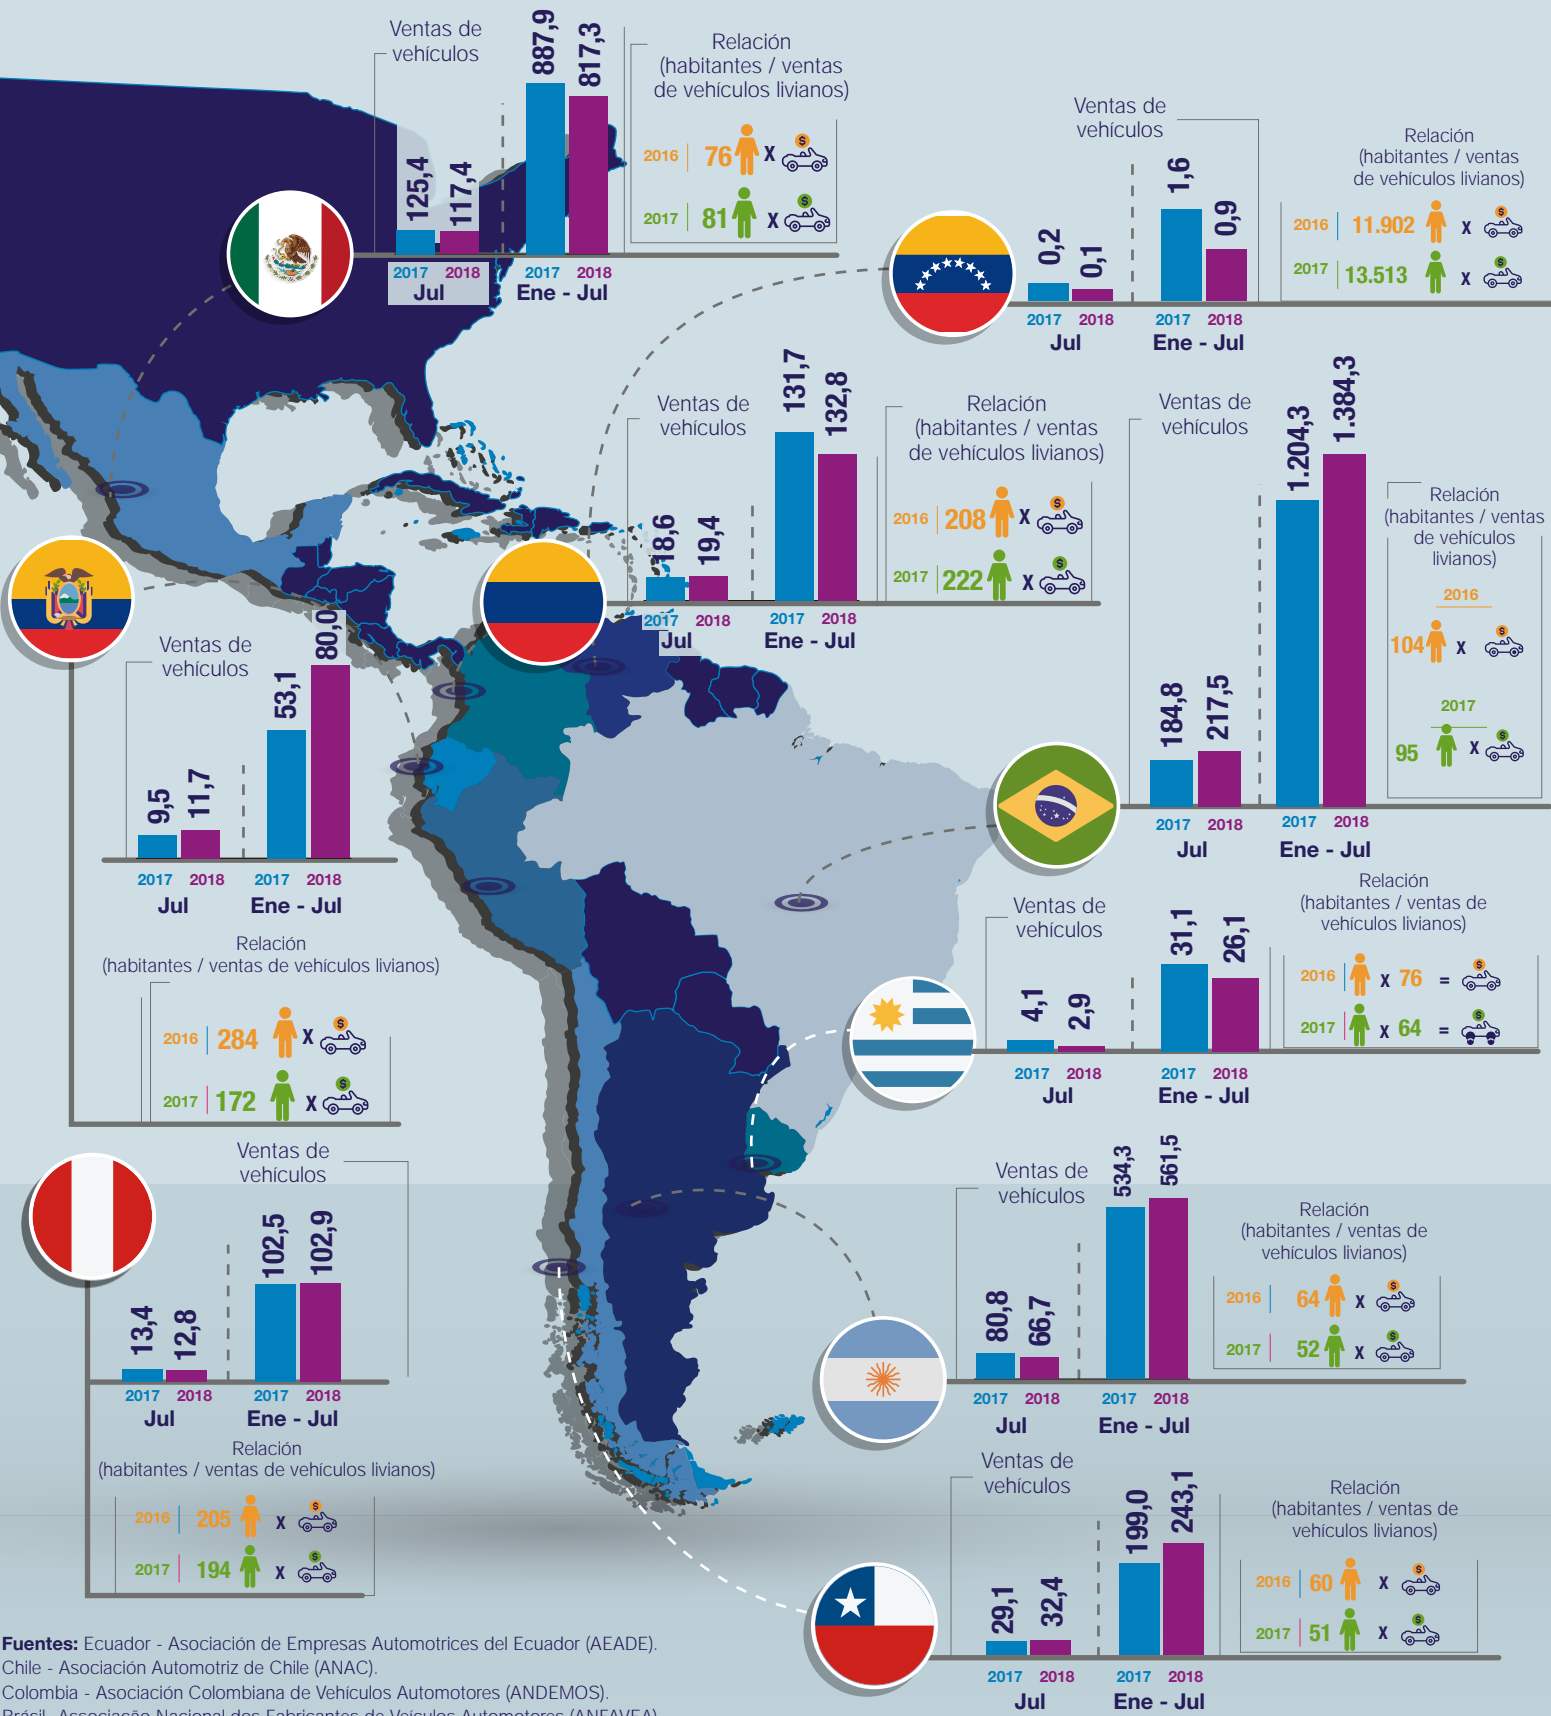 Ventas de
vehículos
125,4
117,4
887,9
817,3
2017
2018
Jul
2017
2018
Ene - Jul
Relación
(habitantes / ventas
de vehículos livianos)
2016 76 X $
2017 81 X $
Ventas de
vehículos
0,2
0,1
1,6
0,9
2017
2018
Jul
2017
2018
Ene - Jul
Relación
(habitantes / ventas
de vehículos livianos)
2016 11.902 X $
2017 13.513 X $
Ventas de
vehículos
18,6
19,4
131,7
132,8
2017
2018
Jul
2017
2018
Ene - Jul
Relación
(habitantes / ventas
de vehículos livianos)
2016 208 X $
2017 222 X $
Ventas de
vehículos
184,8
217,5
1.204,3
1.384,3
2017
2018
Jul
2017
2018
Ene - Jul
Relación
(habitantes / ventas
de vehículos
livianos)
2016
104 X $
2017
95 X $
Ventas de
vehículos
9,5
11,7
53,1
80,0
2017
2018
Jul
2017
2018
Ene - Jul
Relación
(habitantes / ventas de vehículos livianos)
2016 284 X $
2017 172 X $
Ventas de
vehículos
4,1
2,9
31,1
26,1
2017
2018
Jul
2017
2018
Ene - Jul
Relación
(habitantes / ventas de
vehículos livianos)
2016 X 76 = $
2017 X 64 = $
Ventas de
vehículos
13,4
12,8
102,5
102,9
2017
2018
Jul
2017
2018
Ene - Jul
Relación
(habitantes / ventas de vehículos livianos)
2016 205 X $
2017 194 X $
Ventas de
vehículos
80,8
66,7
534,3
561,5
2017
2018
Jul
2017
2018
Ene - Jul
Relación
(habitantes / ventas de
vehículos livianos)
2016 64 X $
2017 52 X $
Ventas de
vehículos
29,1
32,4
199,0
243,1
2017
2018
Jul
2017
2018
Ene - Jul
Relación
(habitantes / ventas de
vehículos livianos)
2016 60 X $
2017 51 X $
Fuentes: Ecuador - Asociación de Empresas Automotrices del Ecuador (AEADE).
Chile - Asociación Automotriz de Chile (ANAC).
Colombia - Asociación Colombiana de Vehículos Automotores (ANDEMOS).
Brásil- Associação Nacional dos Fabricantes de Veículos Automotores (ANFAVEA)